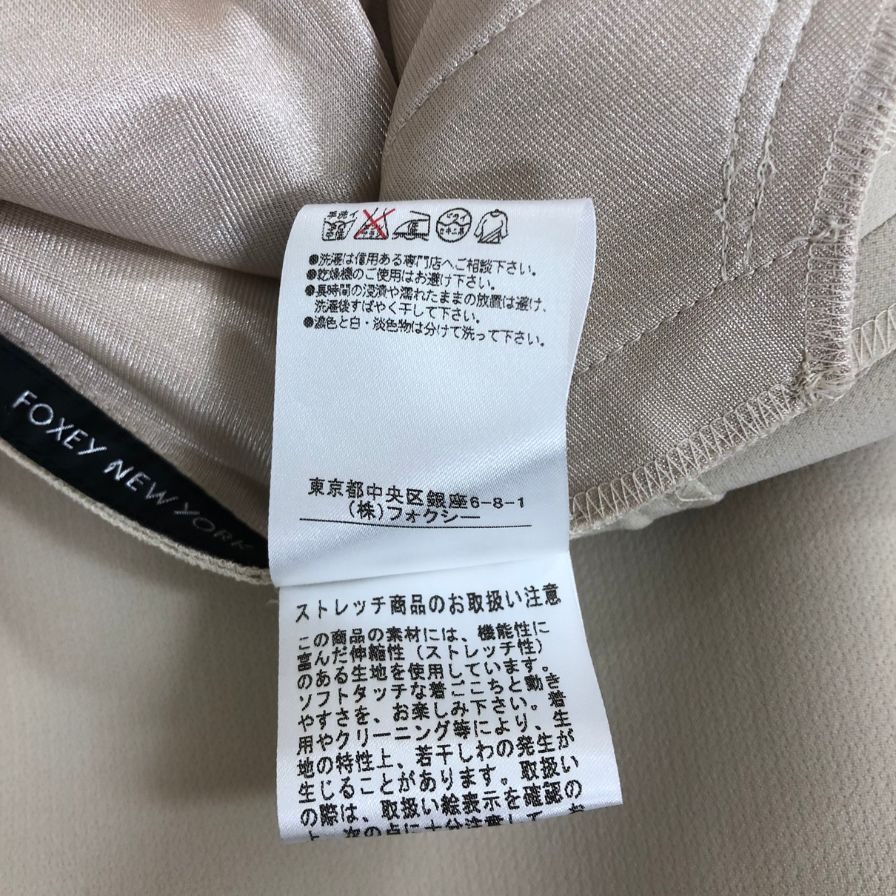 ●洗濯は信用ある専門店へご相談下さい。
●乾燥機のご使用はお避け下さい。
●長時間の浸漬や濡れたままの放置は避け、
洗濯後すばやく干して下さい。
●濃色と白・淡色物は分けて洗って下さい。
東京都中央区銀座6-8-1
(株)フォクシー
FOXEY NEW YORK
ストレッチ商品のお取扱い注意
この商品の素材には、機能性に
富んだ伸縮性(ストレッチ性)
のある生地を使用しています。
ソフトタッチな着ごこちと動き
やすさを、お楽しみ下さい。着
用やクリーニング等により、生
地の特性上、若干しわの発生が
生じることがあります。取扱い
の際は、取扱い絵表示を確認の
上、次の点に十分注意して、お